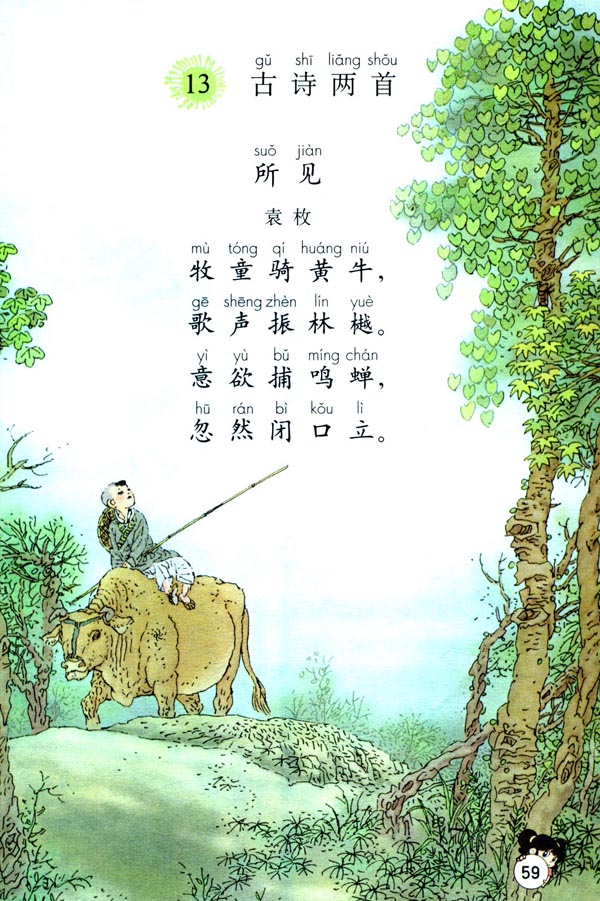 gǔ shī liǎng shǒu
13 古诗两首
suǒ jiàn
所见
袁枚
mù tóng qí huáng niú
牧童骑黄牛，
gē shēng zhèn lín yuè
歌声振林樾。
yì yù bǔ míng chán
意欲捕鸣蝉，
hū rán bì kǒu lì
忽然闭口立。
59